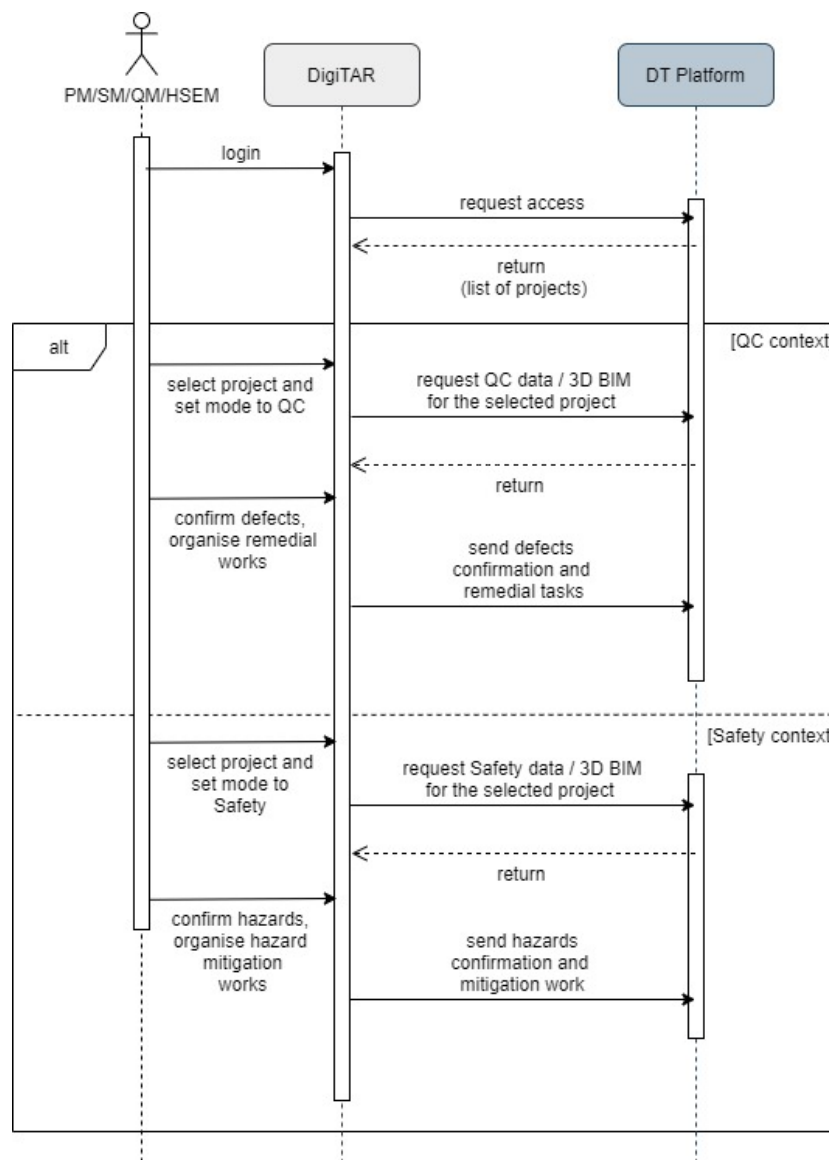 PM/SM/QM/HSEM
DigiTAR
DT Platform
login
request access
return
(list of projects)
alt
[QC context
select project and
set mode to QC
request QC data / 3D BIM
for the selected project
return
confirm defects,
organise remedial
works
send defects
confirmation and
remedial tasks
[Safety context
select project and
set mode to
Safety
request Safety data / 3D BIM
for the selected project
return
confirm hazards,
organise hazard
mitigation
works
send hazards
confirmation and
mitigation work